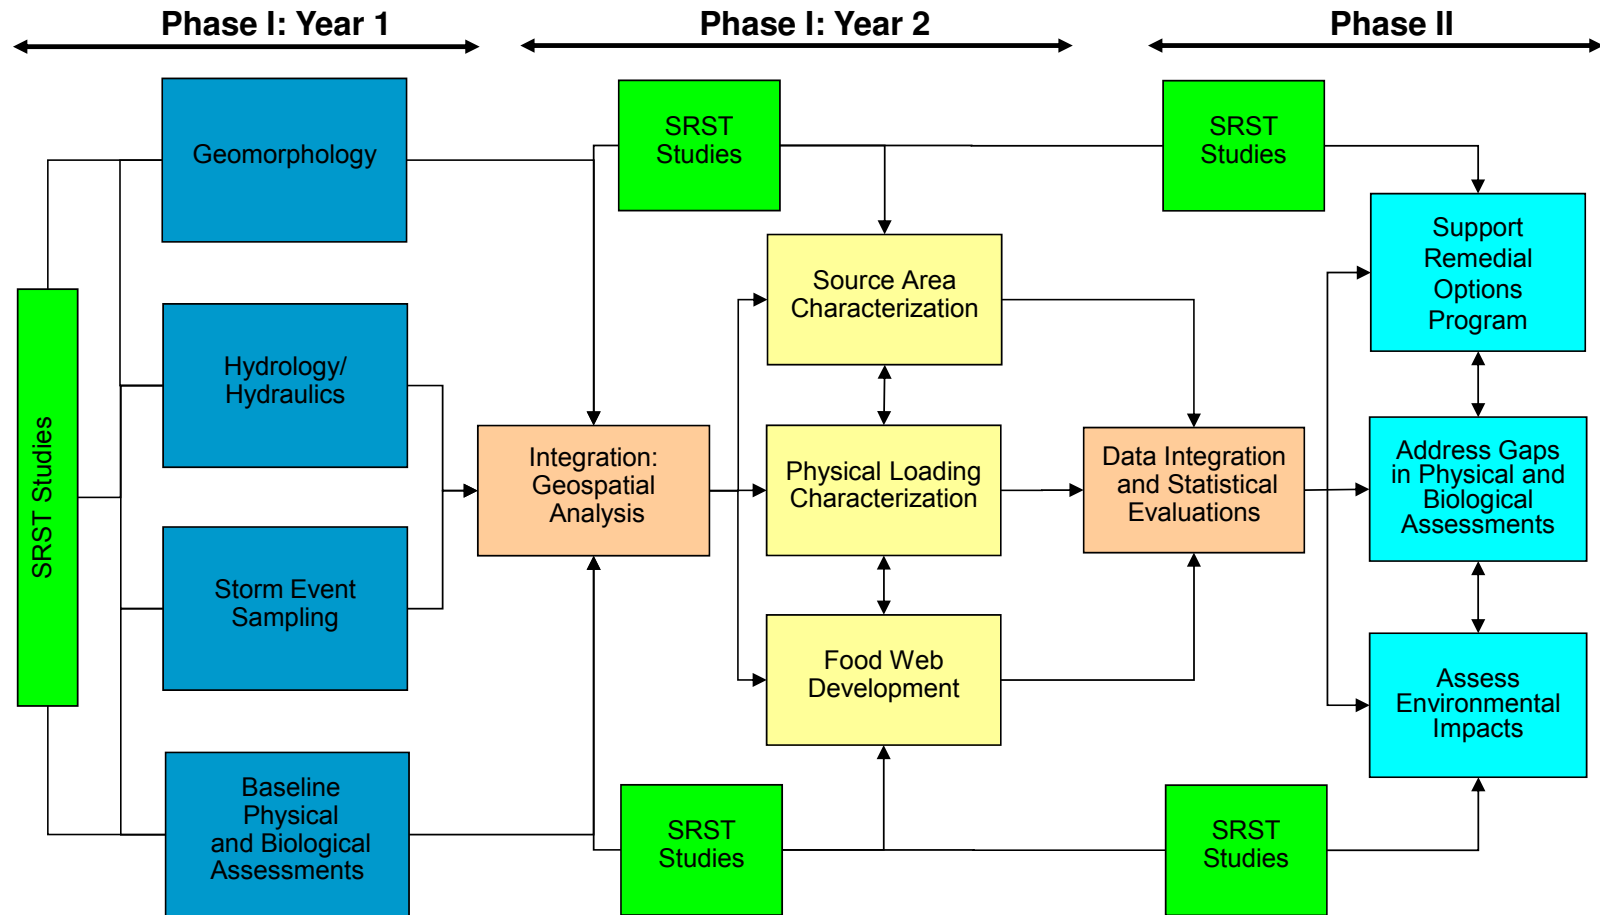 Phase I: Year 1
Phase I: Year 2
Phase II
SRST Studies
Geomorphology
Hydrology/
Hydraulics
Storm Event
Sampling
Baseline
Physical
and Biological
Assessments
Integration:
Geospatial
Analysis
SRST
Studies
Source Area
Characterization
Physical Loading
Characterization
Food Web
Development
SRST
Studies
Data Integration
and Statistical
Evaluations
SRST
Studies
SRST
Studies
Support
Remedial
Options
Program
Address Gaps
in Physical and
Biological
Assessments
Assess
Environmental
Impacts